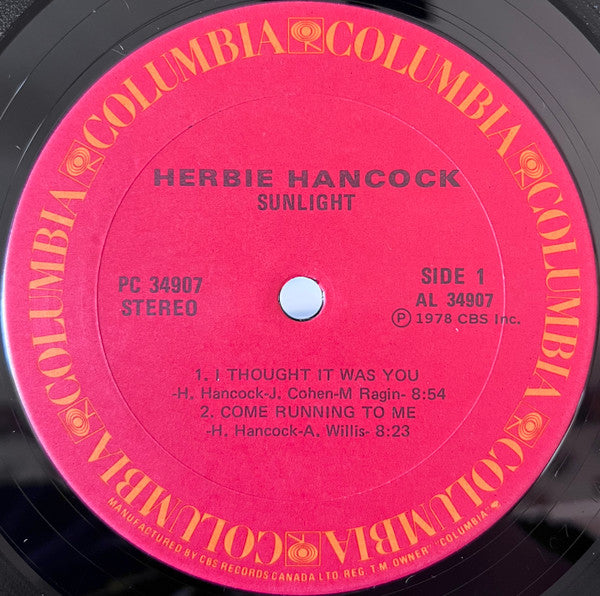 COLUMBIA COLUMBIA COLUMBIA COLUMBIA COLUMBIA COLUMBIA
HERBIE HANCOCK
SUNLIGHT
PC 34907
STEREO
SIDE 1
AL 34907
Ⓟ 1978 CBS Inc.
1. I THOUGHT IT WAS YOU
-H. Hancock-J. Cohen-M Ragin- 8:54
2. COME RUNNING TO ME
-H. Hancock-A. Willis- 8:23
MANUFACTURED BY CBS RECORDS CANADA LTD. REG. T.M. OWNER "COLUMBIA"